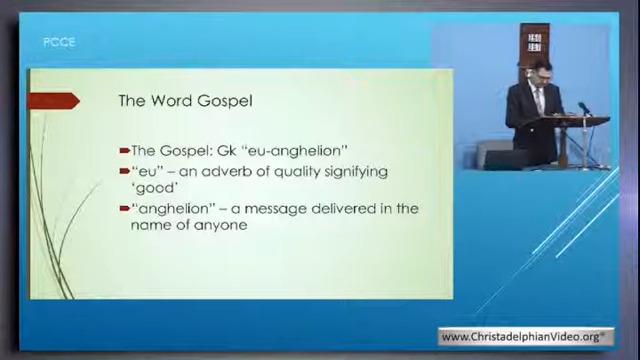 PCCE
The Word Gospel
The Gospel: Gk “eu-anghelion”
“eu” – an adverb of quality signifying
‘good’
“anghelion” – a message delivered in the
name of anyone
www.ChristadelphianVideo.org